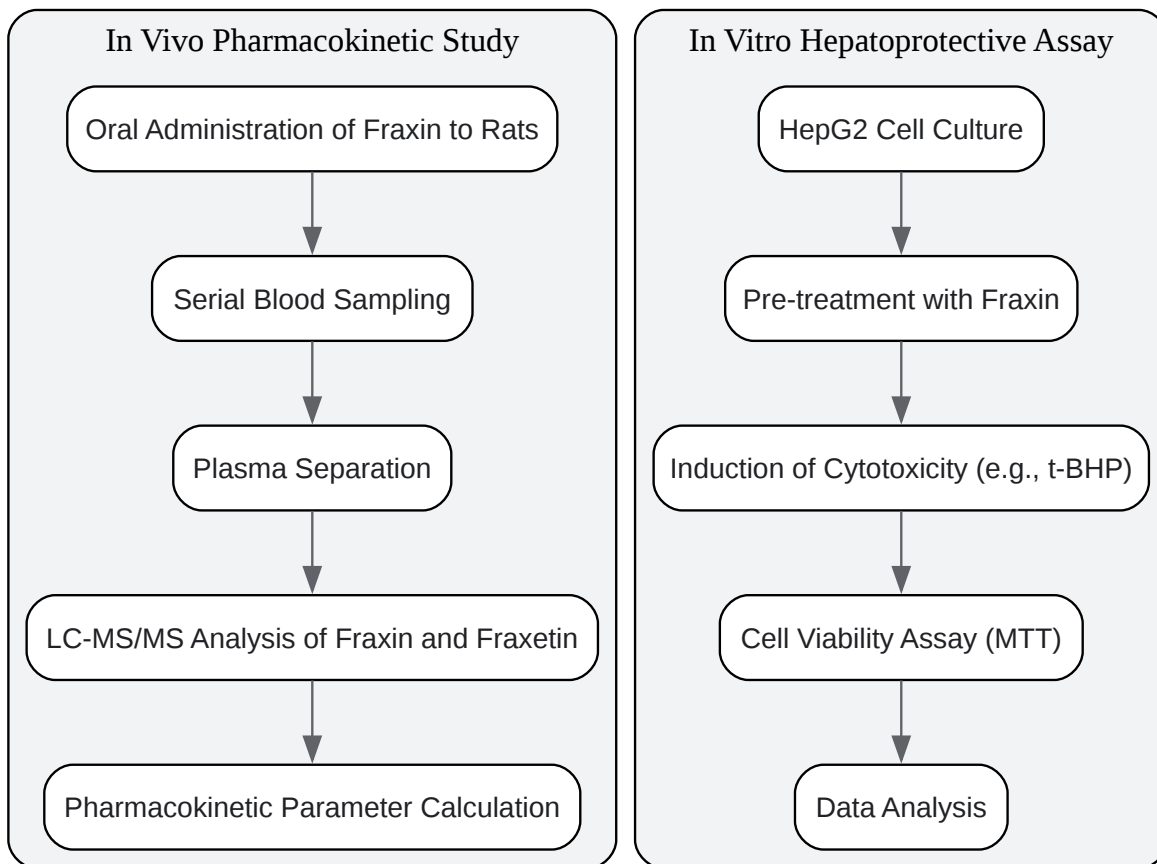 In Vivo Pharmacokinetic Study
Oral Administration of Fraxin to Rats
Serial Blood Sampling
Plasma Separation
LC-MS/MS Analysis of Fraxin and Fraxetin
Pharmacokinetic Parameter Calculation
In Vitro Hepatoprotective Assay
HepG2 Cell Culture
Pre-treatment with Fraxin
Induction of Cytotoxicity (e.g., t-BHP)
Cell Viability Assay (MTT)
Data Analysis